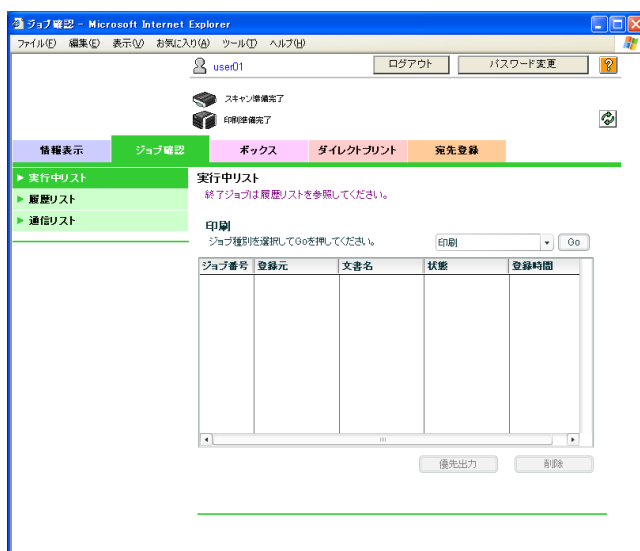 ジョブ確認 - Microsoft Internet Explorer
ファイル(F) 編集(E) 表示(V) お気に入り(A) ツール(T) ヘルプ(H)
user01 ログアウト パスワード変更 ?
スキャン準備完了
印刷準備完了
情報表示 ジョブ確認 ボックス ダイレクトプリント 宛先登録
実行中リスト
履歴リスト
通信リスト
実行中リスト
終了ジョブは履歴リストを参照してください。
印刷
ジョブ種別を選択してGoを押してください。 印刷 Go
ジョブ番号 登録元 文書名 状態 登録時間
優先出力 削除